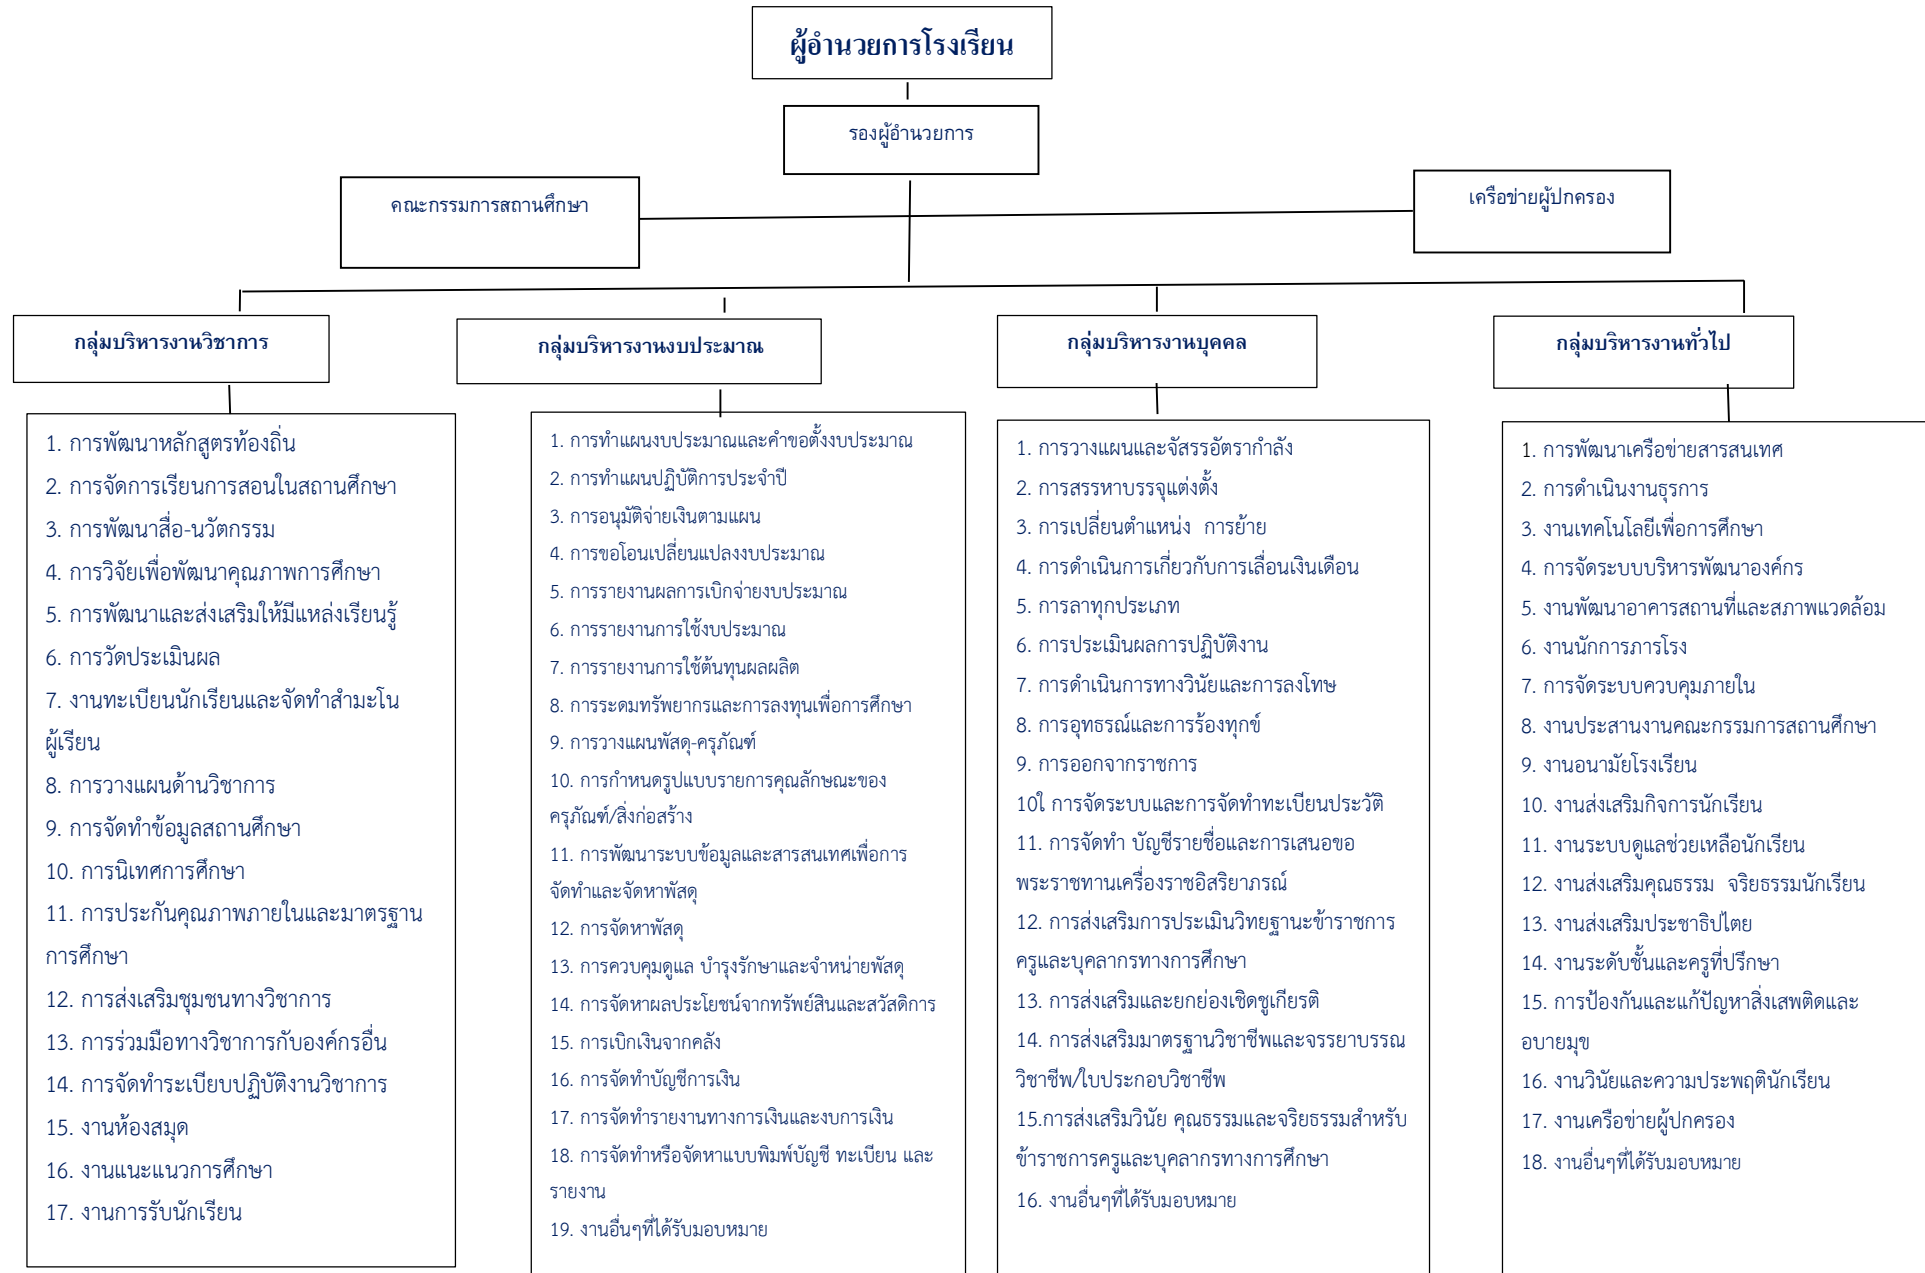 ผู้อำนวยการโรงเรียน
รองผู้อำนวยการ
คณะกรรมการสถานศึกษา
เครือข่ายผู้ปกครอง
กลุ่มบริหารงานวิชาการ
กลุ่มบริหารงานงบประมาณ
กลุ่มบริหารงานบุคคล
กลุ่มบริหารงานทั่วไป
1. การพัฒนาหลักสูตรท้องถิ่น
2. การจัดการเรียนการสอนในสถานศึกษา
3. การพัฒนาสื่อ-นวัตกรรม
4. การวิจัยเพื่อพัฒนาคุณภาพการศึกษา
5. การพัฒนาและส่งเสริมให้มีแหล่งเรียนรู้
6. การวัดประเมินผล
7. งานทะเบียนนักเรียนและจัดทำสำมะโน
ผู้เรียน
8. การวางแผนด้านวิชาการ
9. การจัดทำข้อมูลสถานศึกษา
10. การนิเทศการศึกษา
11. การประกันคุณภาพภายในและมาตรฐาน
การศึกษา
12. การส่งเสริมชุมชนทางวิชาการ
13. การร่วมมือทางวิชาการกับองค์กรอื่น
14. การจัดทำระเบียบปฏิบัติงานวิชาการ
15. งานห้องสมุด
16. งานแนะแนวการศึกษา
17. งานการรับนักเรียน
1. การทำแผนงบประมาณและคำขอตั้งงบประมาณ
2. การทำแผนปฏิบัติการประจำปี
3. การอนุมัติจ่ายเงินตามแผน
4. การขอโอนเปลี่ยนแปลงงบประมาณ
5. การรายงานผลการเบิกจ่ายงบประมาณ
6. การรายงานการใช้งบประมาณ
7. การรายงานการใช้ต้นทุนผลผลิต
8. การระดมทรัพยากรและการลงทุนเพื่อการศึกษา
9. การวางแผนพัสดุ-ครุภัณฑ์
10. การกำหนดรูปแบบรายการคุณลักษณะของ
ครุภัณฑ์/สิ่งก่อสร้าง
11. การพัฒนาระบบข้อมูลและสารสนเทศเพื่อการ
จัดทำและจัดหาพัสดุ
12. การจัดหาพัสดุ
13. การควบคุมดูแล บำรุงรักษาและจำหน่ายพัสดุ
14. การจัดหาผลประโยชน์จากทรัพย์สินและสวัสดิการ
15. การเบิกเงินจากคลัง
16. การจัดทำบัญชีการเงิน
17. การจัดทำรายงานทางการเงินและงบการเงิน
18. การจัดทำหรือจัดหาแบบพิมพ์บัญชี ทะเบียน และ
รายงาน
19. งานอื่นๆที่ได้รับมอบหมาย
1. การวางแผนและจัสรรอัตรากำลัง
2. การสรรหาบรรจุแต่งตั้ง
3. การเปลี่ยนตำแหน่ง การย้าย
4. การดำเนินการเกี่ยวกับการเลื่อนเงินเดือน
5. การลาทุกประเภท
6. การประเมินผลการปฏิบัติงาน
7. การดำเนินการทางวินัยและการลงโทษ
8. การอุทธรณ์และการร้องทุกข์
9. การออกจากราชการ
10ใ การจัดระบบและการจัดทำทะเบียนประวัติ
11. การจัดทำ บัญชีรายชื่อและการเสนอขอ
พระราชทานเครื่องราชอิสริยาภรณ์
12. การส่งเสริมการประเมินวิทยฐานะข้าราชการ
ครูและบุคลากรทางการศึกษา
13. การส่งเสริมและยกย่องเชิดชูเกียรติ
14. การส่งเสริมมาตรฐานวิชาชีพและจรรยาบรรณ
วิชาชีพ/ใบประกอบวิชาชีพ
15.การส่งเสริมวินัย คุณธรรมและจริยธรรมสำหรับ
ข้าราชการครูและบุคลากรทางการศึกษา
16. งานอื่นๆที่ได้รับมอบหมาย
1. การพัฒนาเครือข่ายสารสนเทศ
2. การดำเนินงานธุรการ
3. งานเทคโนโลยีเพื่อการศึกษา
4. การจัดระบบบริหารพัฒนาองค์กร
5. งานพัฒนาอาคารสถานที่และสภาพแวดล้อม
6. งานนักการภารโรง
7. การจัดระบบควบคุมภายใน
8. งานประสานงานคณะกรรมการสถานศึกษา
9. งานอนามัยโรงเรียน
10. งานส่งเสริมกิจการนักเรียน
11. งานระบบดูแลช่วยเหลือนักเรียน
12. งานส่งเสริมคุณธรรม จริยธรรมนักเรียน
13. งานส่งเสริมประชาธิปไตย
14. งานระดับชั้นและครูที่ปรึกษา
15. การป้องกันและแก้ปัญหาสิ่งเสพติดและ
อบายมุข
16. งานวินัยและความประพฤตินักเรียน
17. งานเครือข่ายผู้ปกครอง
18. งานอื่นๆที่ได้รับมอบหมาย